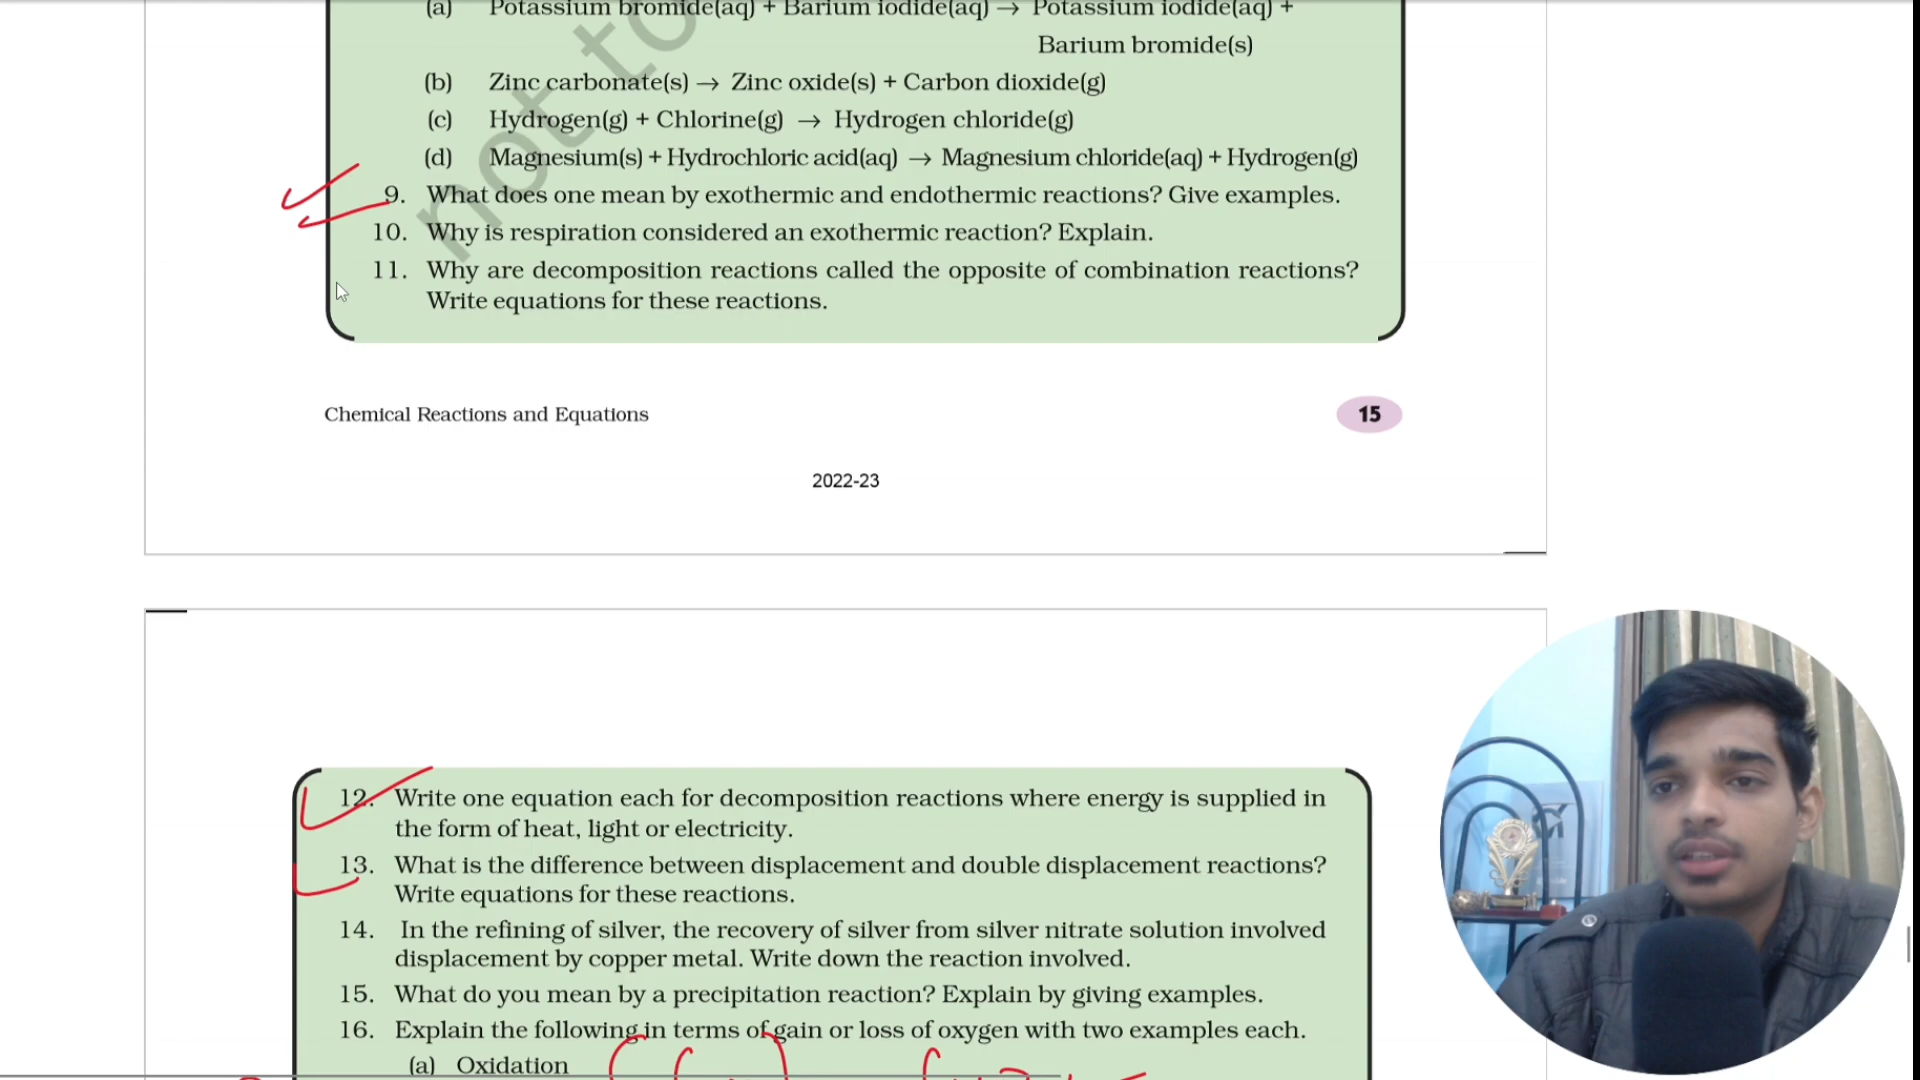 (a) Potassium bromide(aq) + Barium iodide(aq) → Potassium iodide(aq) +
Barium bromide(s)
(b) Zinc carbonate(s) → Zinc oxide(s) + Carbon dioxide(g)
(c) Hydrogen(g) + Chlorine(g) → Hydrogen chloride(g)
(d) Magnesium(s) + Hydrochloric acid(aq) → Magnesium chloride(aq) + Hydrogen(g)
9. What does one mean by exothermic and endothermic reactions? Give examples.
10. Why is respiration considered an exothermic reaction? Explain.
11. Why are decomposition reactions called the opposite of combination reactions?
Write equations for these reactions.
not to
Chemical Reactions and Equations
15
2022-23
12. Write one equation each for decomposition reactions where energy is supplied in
the form of heat, light or electricity.
13. What is the difference between displacement and double displacement reactions?
Write equations for these reactions.
14. In the refining of silver, the recovery of silver from silver nitrate solution involved
displacement by copper metal. Write down the reaction involved.
15. What do you mean by a precipitation reaction? Explain by giving examples.
16. Explain the following in terms of gain or loss of oxygen with two examples each.
(a) Oxidation